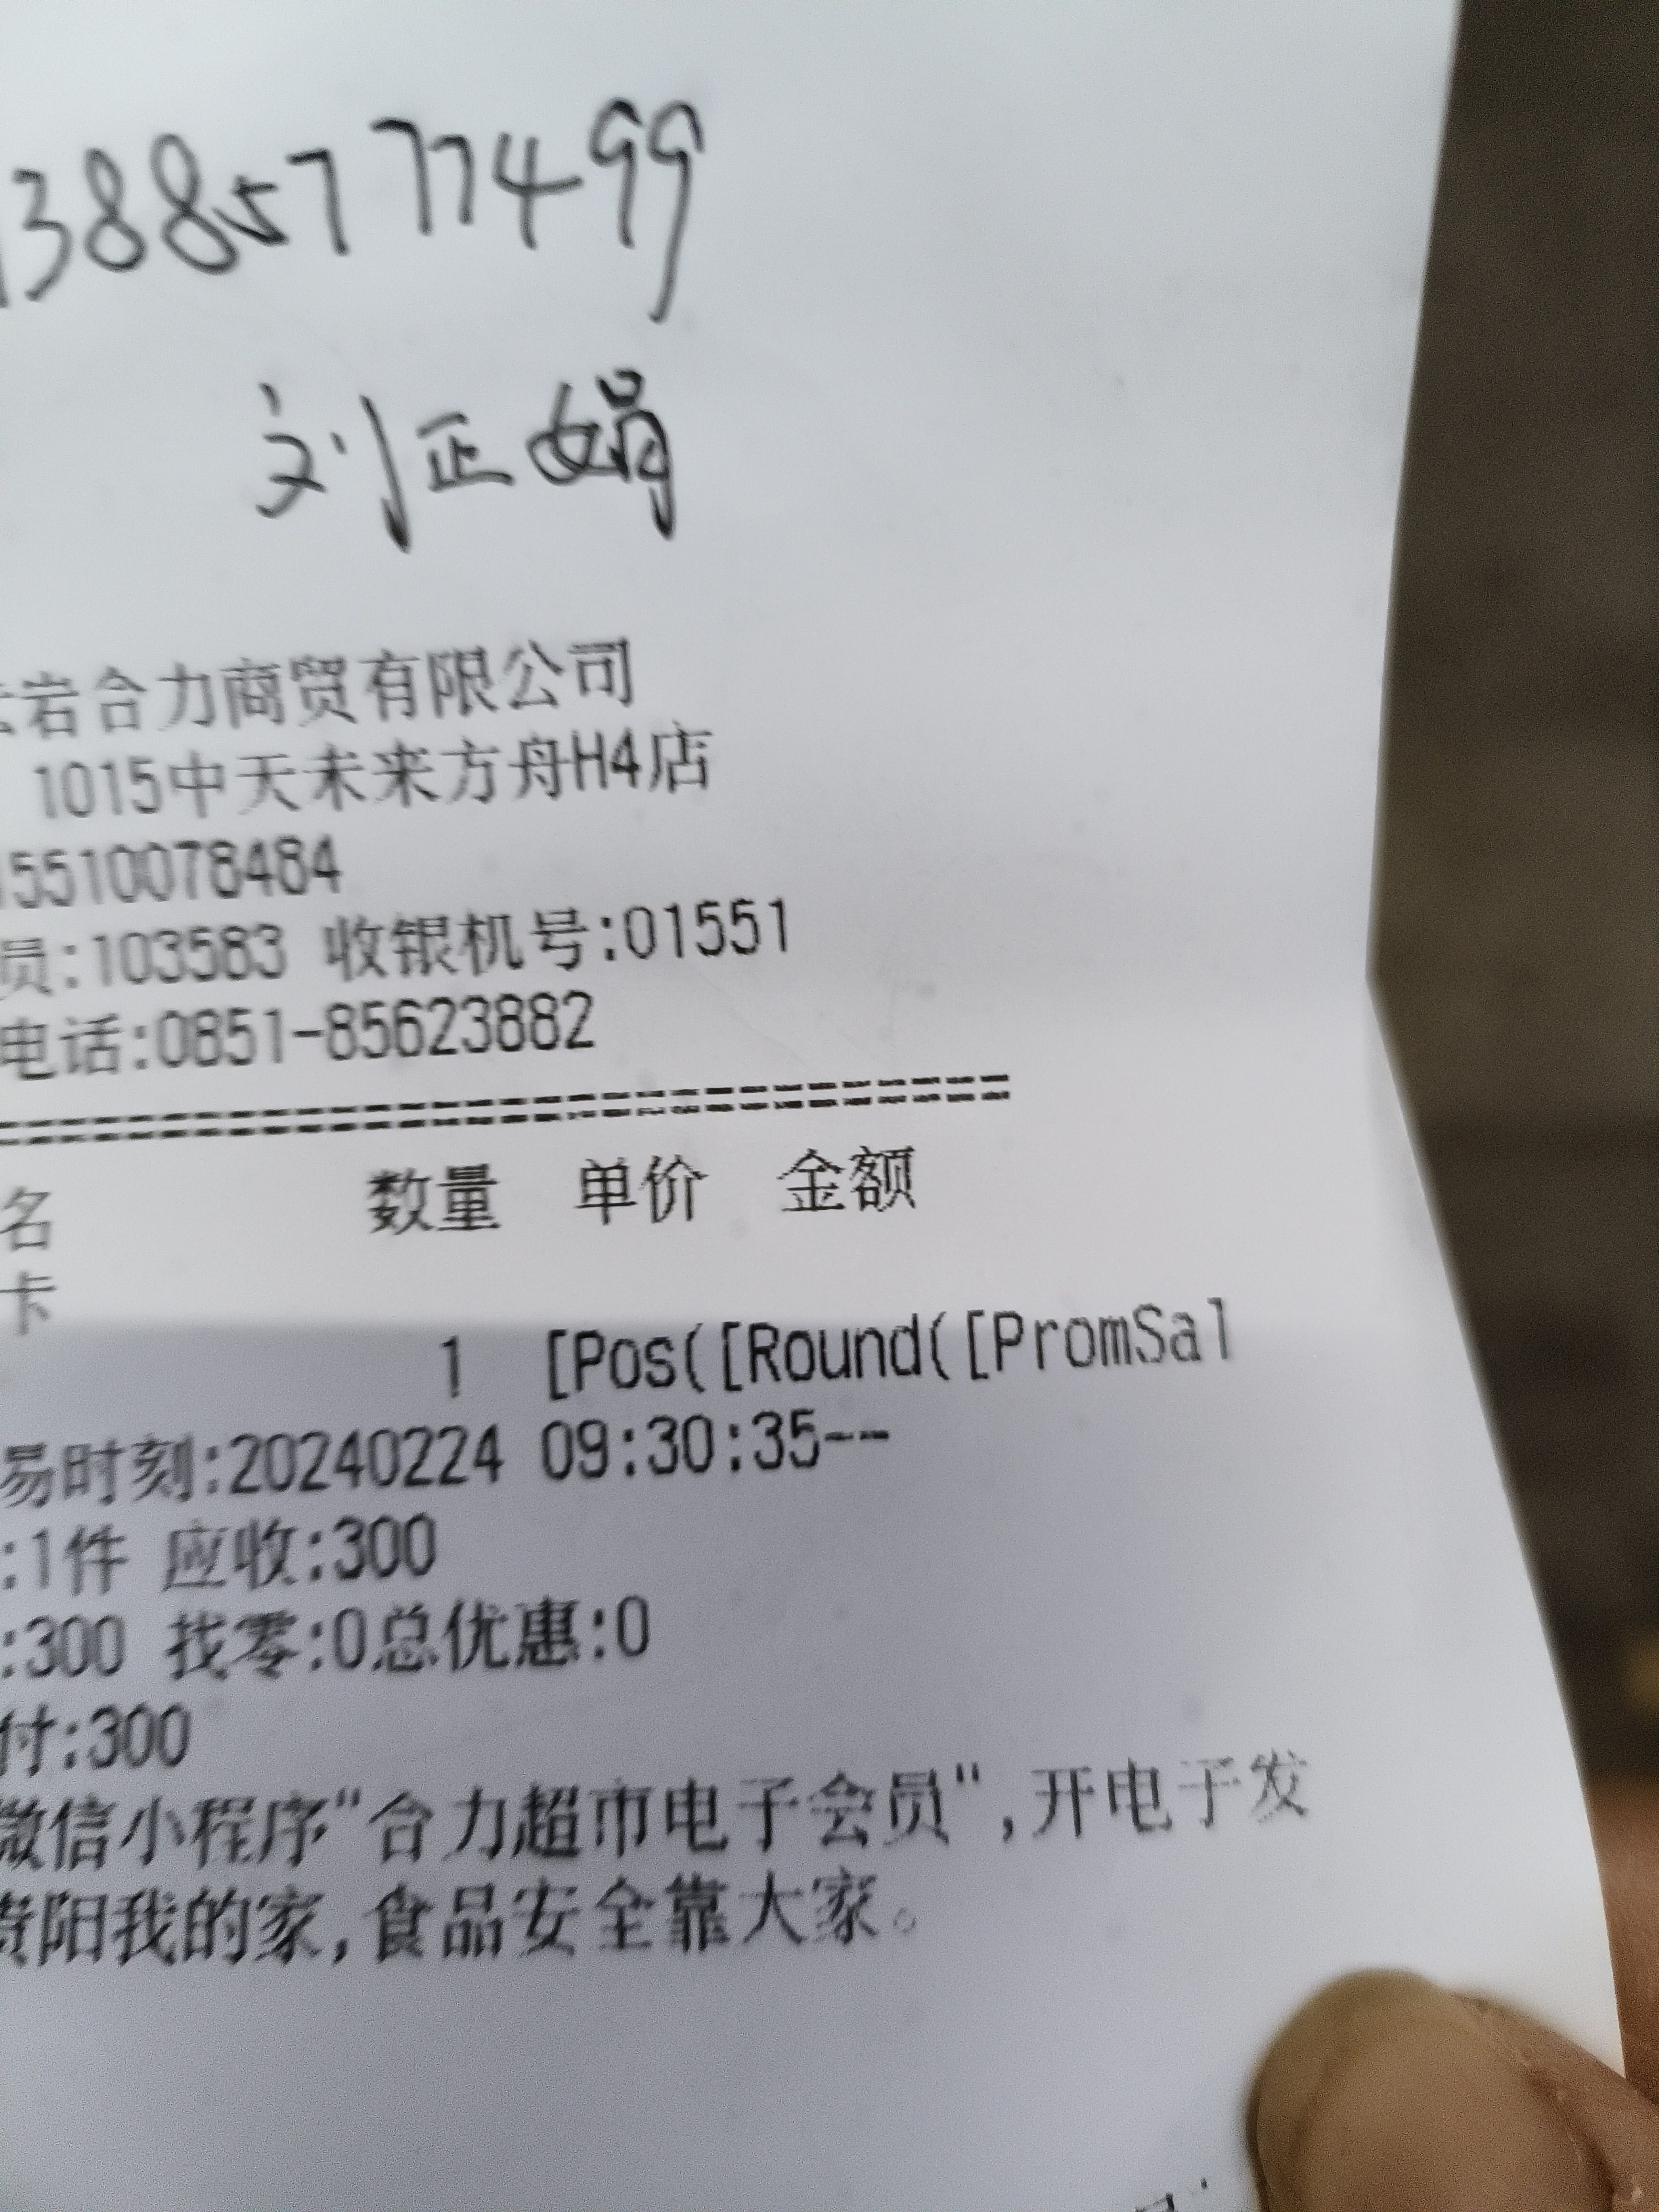 13885777499
刘正娟
云岩合力商贸有限公司
1015中天未来方舟H4店
15510078484
员:103583 收银机号:01551
电话:0851-85623882
名 数量 单价 金额
卡
1 [Pos([Round([PromSal
易时刻:20240224 09:30:35--
:1件 应收:300
:300 找零:0总优惠:0
付:300
微信小程序"合力超市电子会员",开电子发
贵阳我的家,食品安全靠大家。